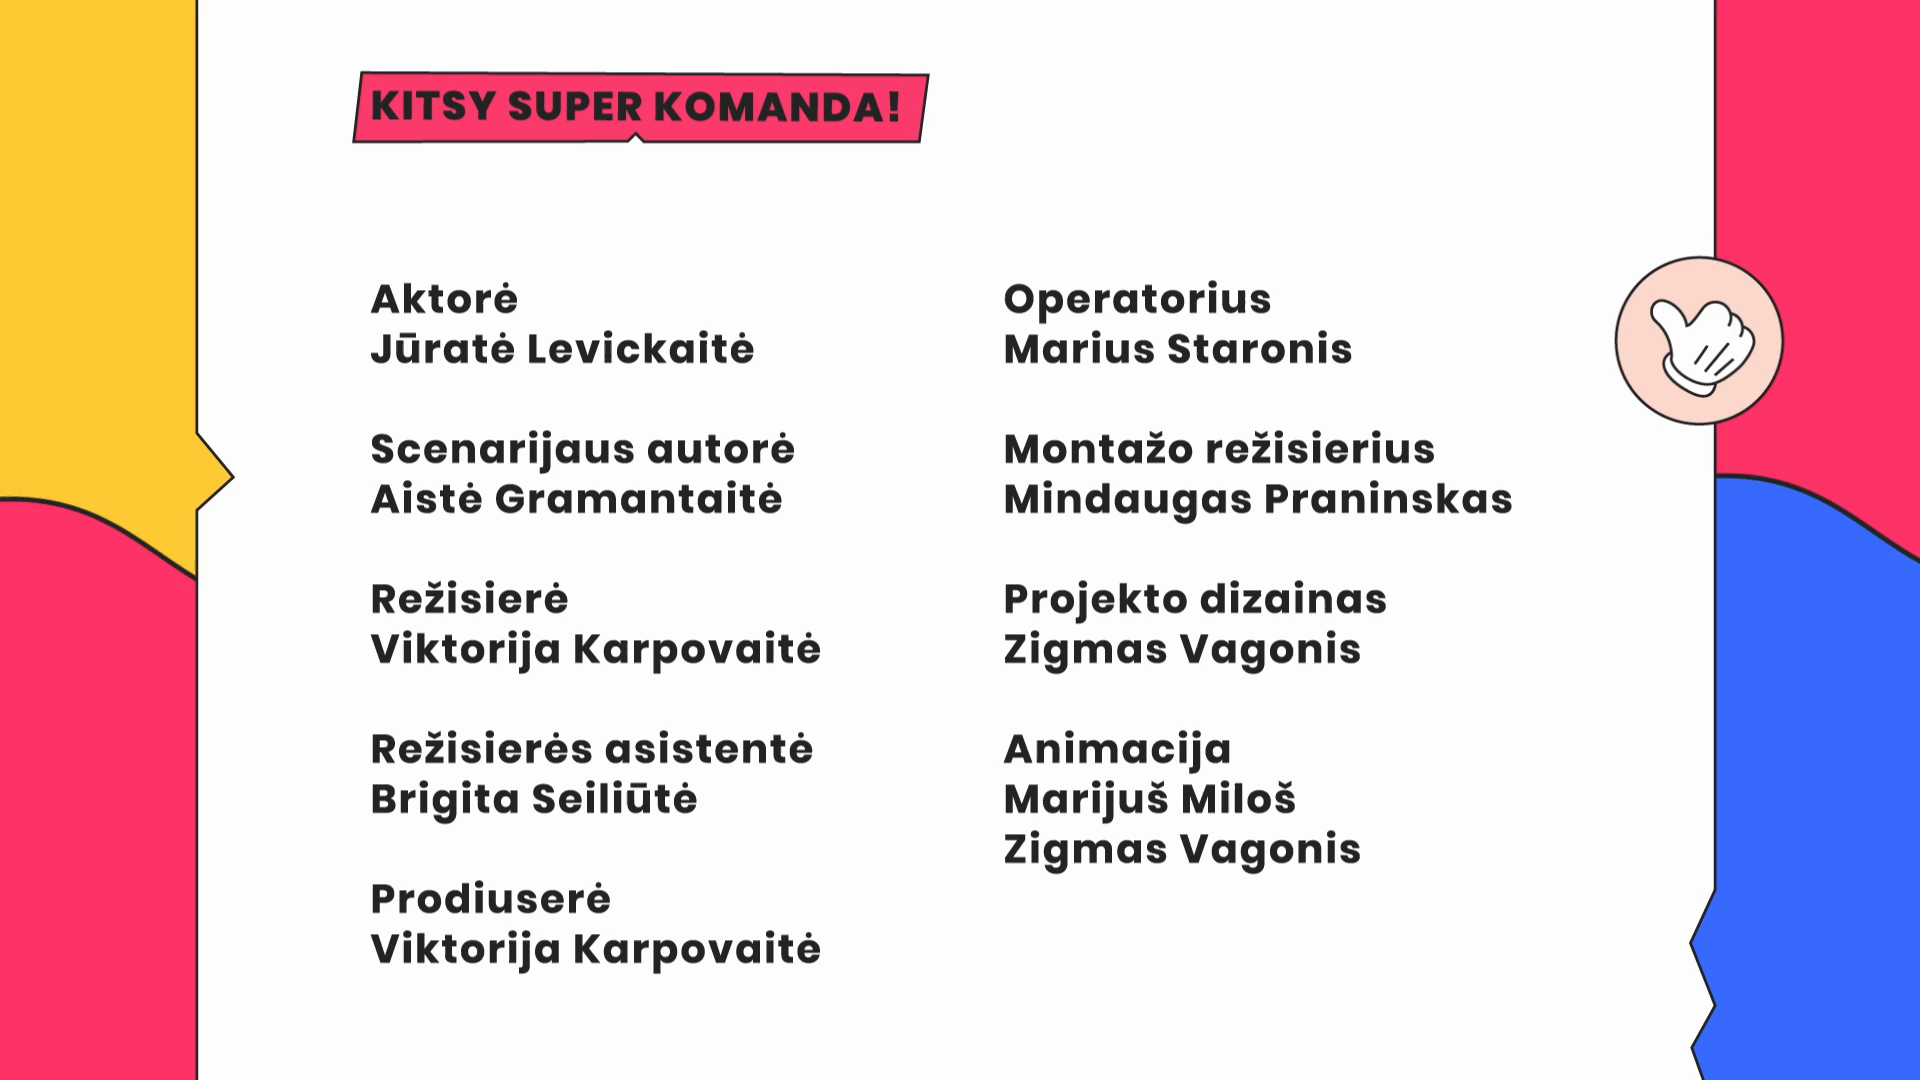 KITSY SUPER KOMANDA!
Aktorė
Jūratė Levickaitė
Scenarijaus autorė
Aistė Gramantaitė
Režisierė
Viktorija Karpovaitė
Režisierės asistentė
Brigita Seiliūtė
Prodiuserė
Viktorija Karpovaitė
Operatorius
Marius Staronis
Montažo režisierius
Mindaugas Praninskas
Projekto dizainas
Zigmas Vagonis
Animacija
Marijuš Miloš
Zigmas Vagonis